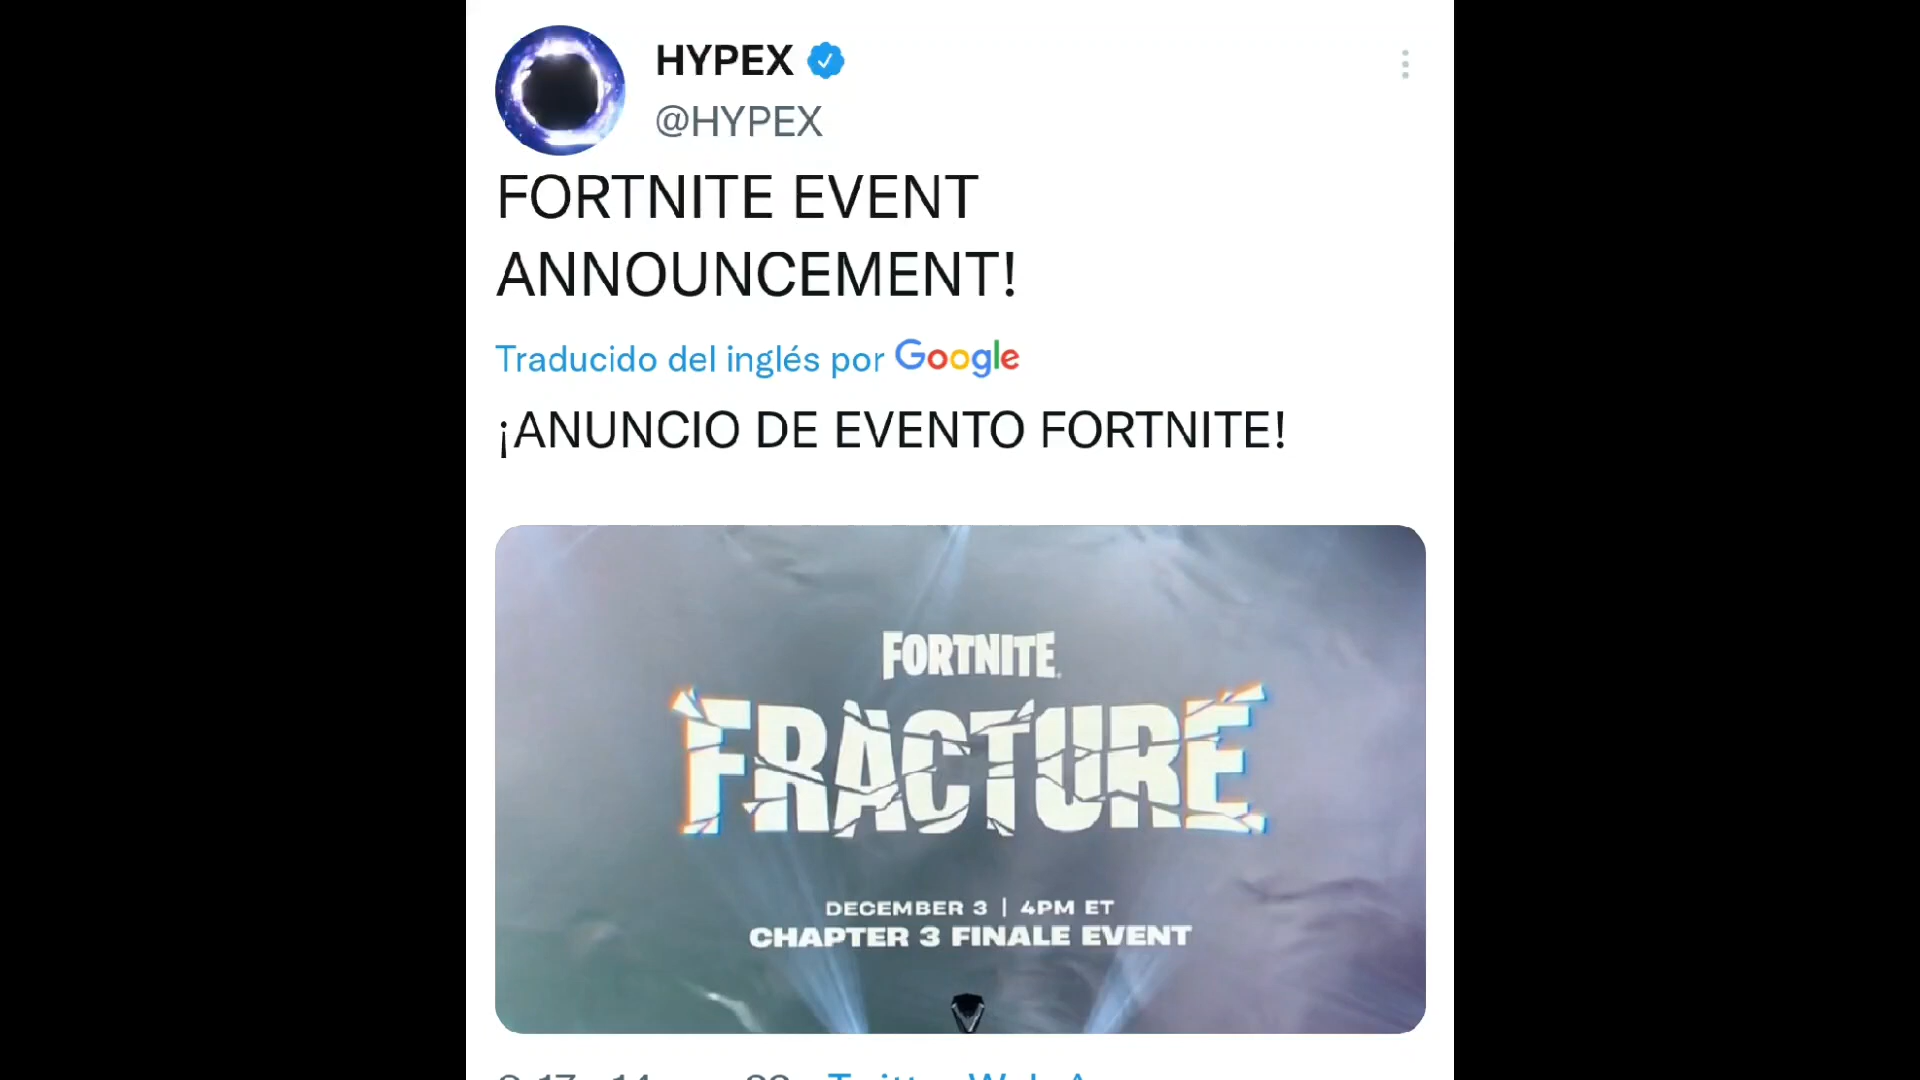 HYPEX
@HYPEX
FORTNITE EVENT
ANNOUNCEMENT!
Traducido del inglés por Google
¡ANUNCIO DE EVENTO FORTNITE!
FORTNITE
FRACTURE
DECEMBER 3 | 4PM ET
CHAPTER 3 FINALE EVENT